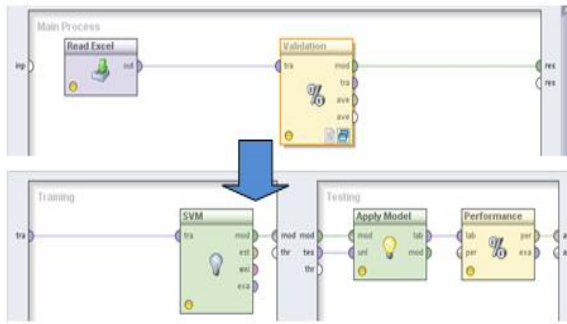 Main Process
Read Excel
Validation
inp
out
tra
mod
tra
ave
ave
res
res
Training
Testing
SVM
Apply Model
Performance
tra
tra
mod
est
wei
exa
mod
thr
mod
tes
thr
mod
unl
lab
mod
lab
per
per
exa
a
a